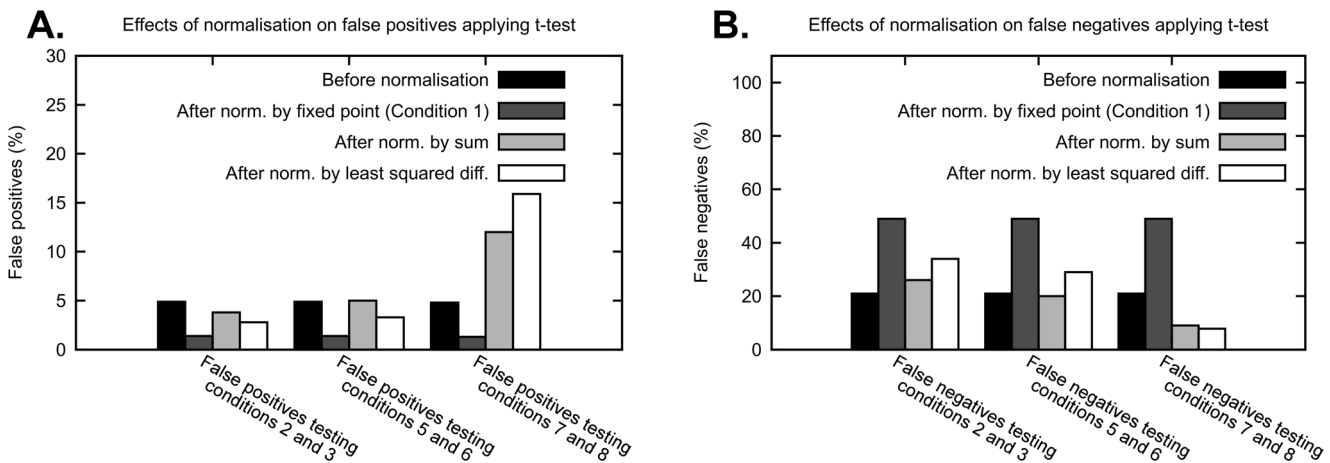 A.
Effects of normalisation on false positives applying t-test
30
25
20
15
10
5
0
False positives (%)
Before normalisation
After norm. by fixed point (Condition 1)
After norm. by sum
After norm. by least squared diff.
False positives testing
conditions 2 and 3
False positives testing
conditions 5 and 6
False positives testing
conditions 7 and 8
B.
Effects of normalisation on false negatives applying t-test
100
80
60
40
20
0
False negatives (%)
Before normalisation
After norm. by fixed point (Condition 1)
After norm. by sum
After norm. by least squared diff.
False negatives testing
conditions 2 and 3
False negatives testing
conditions 5 and 6
False negatives testing
conditions 7 and 8